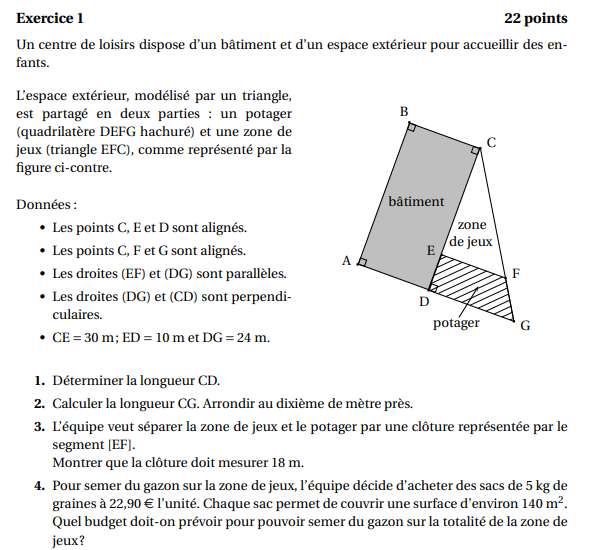 Exercice 1 22 points
Un centre de loisirs dispose d'un bâtiment et d'un espace extérieur pour accueillir des en-
fants.
L'espace extérieur, modélisé par un triangle,
est partagé en deux parties : un potager
(quadrilatère DEFG hachuré) et une zone de
jeux (triangle EFC), comme représenté par la
figure ci-contre.
Données :
• Les points C, E et D sont alignés.
• Les points C, F et G sont alignés.
• Les droites (EF) et (DG) sont parallèles.
• Les droites (DG) et (CD) sont perpendi-
culaires.
• CE = 30 m ; ED = 10 m et DG = 24 m.
B
C
bâtiment
zone
de jeux
E
A
F
D
potager
G
1. Déterminer la longueur CD.
2. Calculer la longueur CG. Arrondir au dixième de mètre près.
3. L'équipe veut séparer la zone de jeux et le potager par une clôture représentée par le
segment [EF].
Montrer que la clôture doit mesurer 18 m.
4. Pour semer du gazon sur la zone de jeux, l'équipe décide d'acheter des sacs de 5 kg de
graines à 22,90 € l'unité. Chaque sac permet de couvrir une surface d'environ 140 m².
Quel budget doit-on prévoir pour pouvoir semer du gazon sur la totalité de la zone de
jeux ?